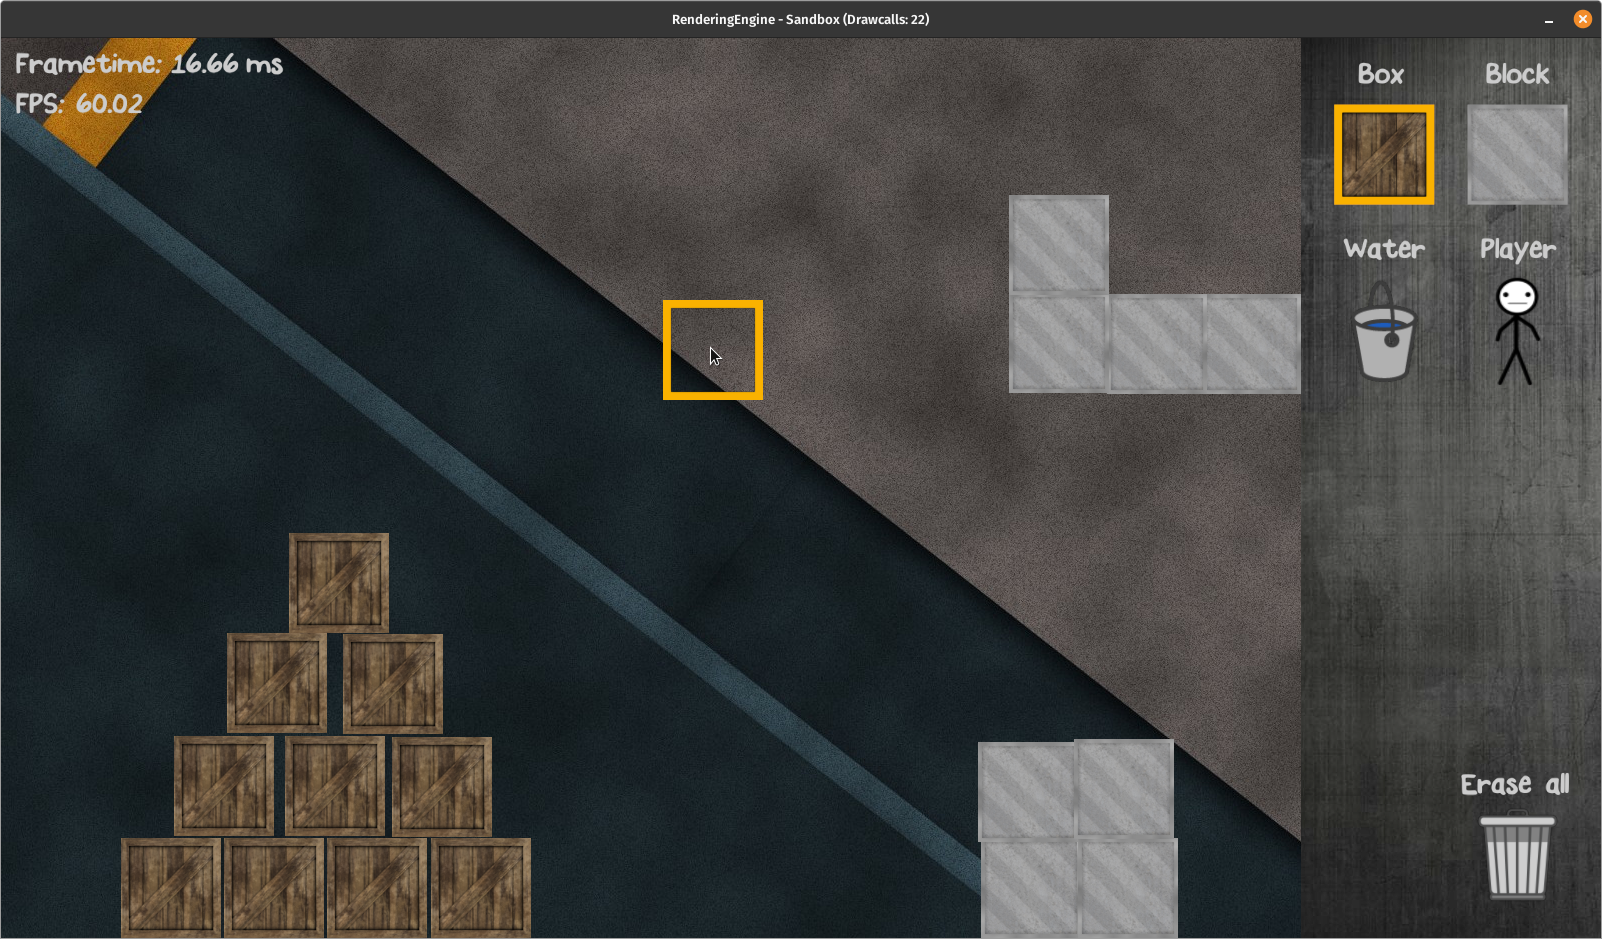 RenderingEngine - Sandbox (Drawcalls: 22)
Frametime: 16.66 ms
FPS: 60.02
Box
Block
Water
Player
Erase all